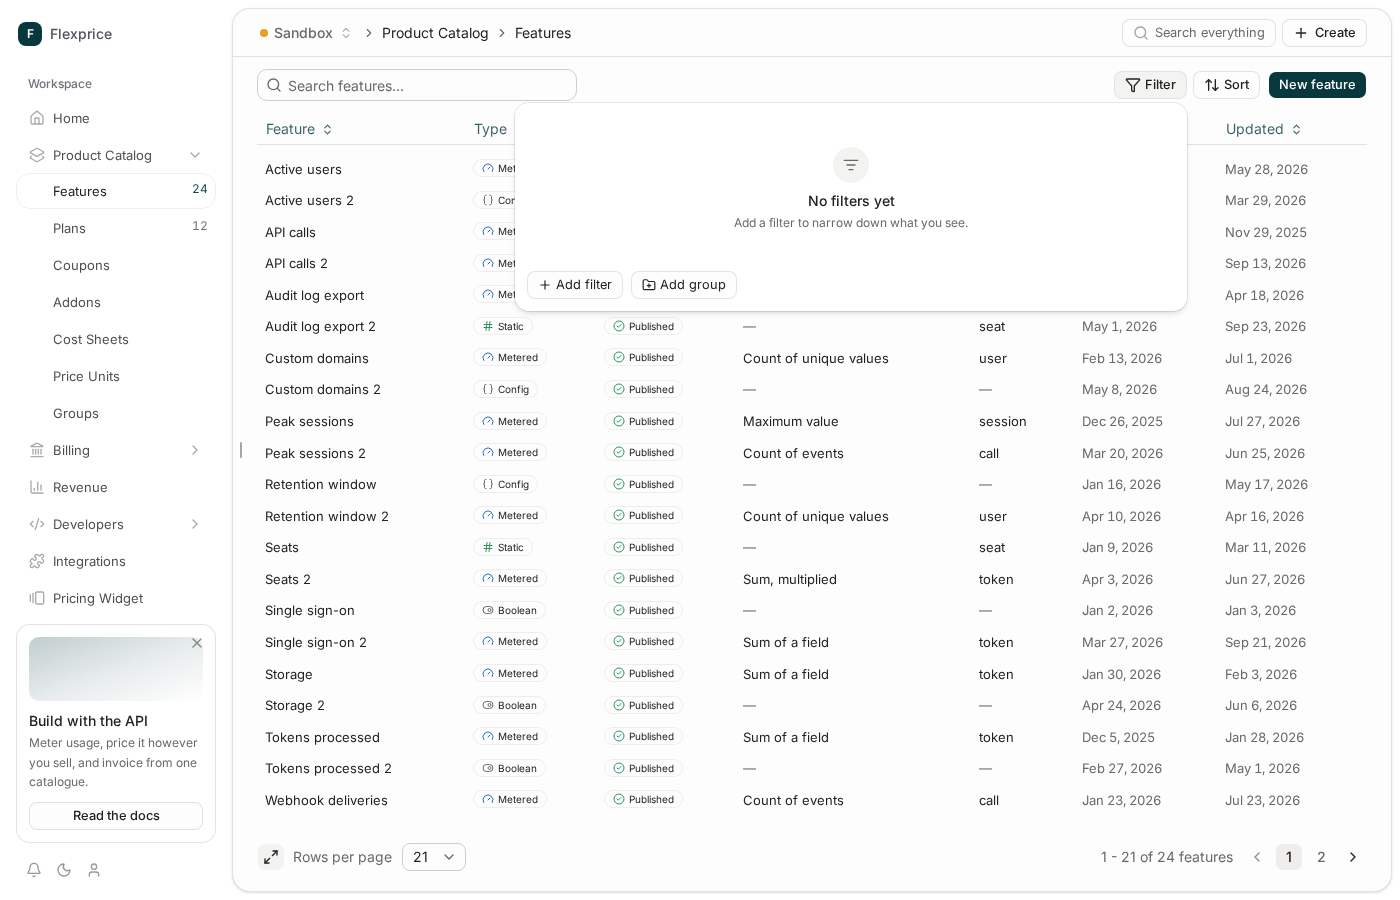 F Flexprice
Workspace
Home
Product Catalog
Features 24
Plans 12
Coupons
Addons
Cost Sheets
Price Units
Groups
Billing
Revenue
Developers
Integrations
Pricing Widget
Build with the API
Meter usage, price it however
you sell, and invoice from one
catalogue.
Read the docs
Sandbox Product Catalog Features
Search everything
Create
Search features...
Filter Sort New feature
Feature Type Updated
No filters yet
Add a filter to narrow down what you see.
Add filter Add group
Active users Met May 28, 2026
Active users 2 Con Mar 29, 2026
API calls Met Nov 29, 2025
API calls 2 Met Sep 13, 2026
Audit log export Met Apr 18, 2026
Audit log export 2 Static Published — seat May 1, 2026 Sep 23, 2026
Custom domains Metered Published Count of unique values user Feb 13, 2026 Jul 1, 2026
Custom domains 2 Config Published — — May 8, 2026 Aug 24, 2026
Peak sessions Metered Published Maximum value session Dec 26, 2025 Jul 27, 2026
Peak sessions 2 Metered Published Count of events call Mar 20, 2026 Jun 25, 2026
Retention window Config Published — — Jan 16, 2026 May 17, 2026
Retention window 2 Metered Published Count of unique values user Apr 10, 2026 Apr 16, 2026
Seats Static Published — seat Jan 9, 2026 Mar 11, 2026
Seats 2 Metered Published Sum, multiplied token Apr 3, 2026 Jun 27, 2026
Single sign-on Boolean Published — — Jan 2, 2026 Jan 3, 2026
Single sign-on 2 Metered Published Sum of a field token Mar 27, 2026 Sep 21, 2026
Storage Metered Published Sum of a field token Jan 30, 2026 Feb 3, 2026
Storage 2 Boolean Published — — Apr 24, 2026 Jun 6, 2026
Tokens processed Metered Published Sum of a field token Dec 5, 2025 Jan 28, 2026
Tokens processed 2 Boolean Published — — Feb 27, 2026 May 1, 2026
Webhook deliveries Metered Published Count of events call Jan 23, 2026 Jul 23, 2026
Rows per page 21
1 - 21 of 24 features 1 2